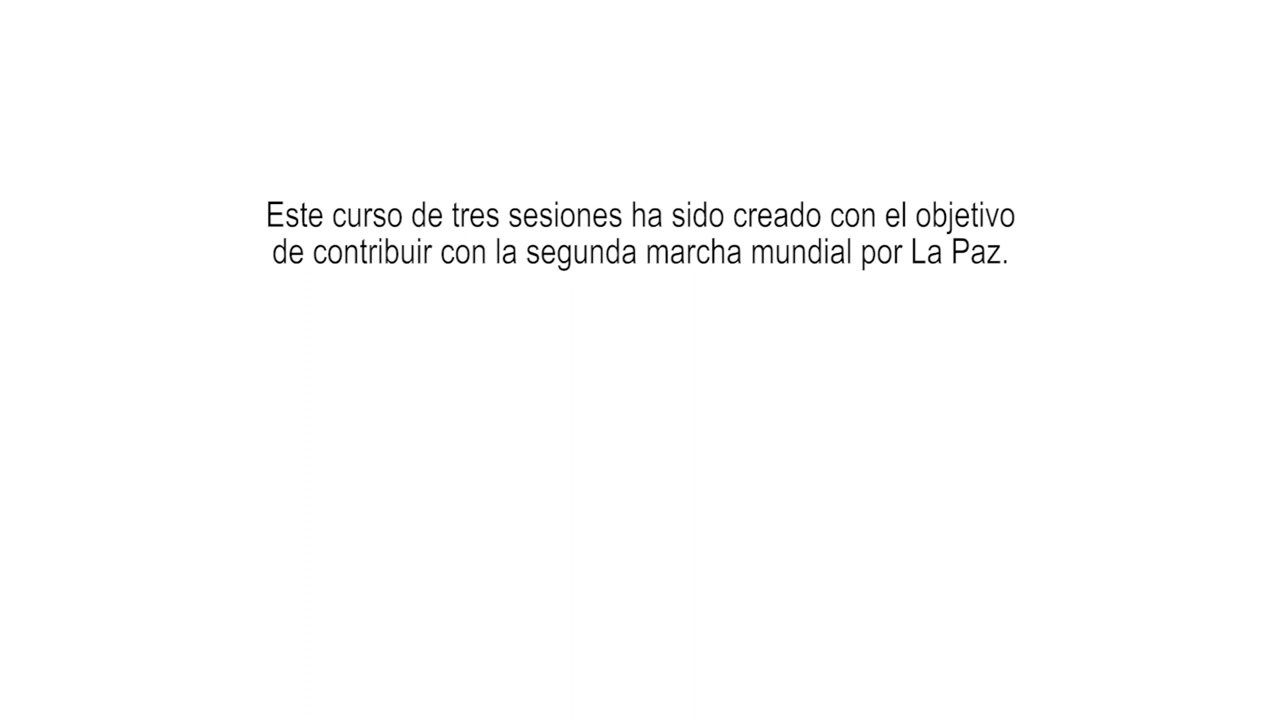 Este curso de tres sesiones ha sido creado con el objetivo
de contribuir con la segunda marcha mundial por La Paz.